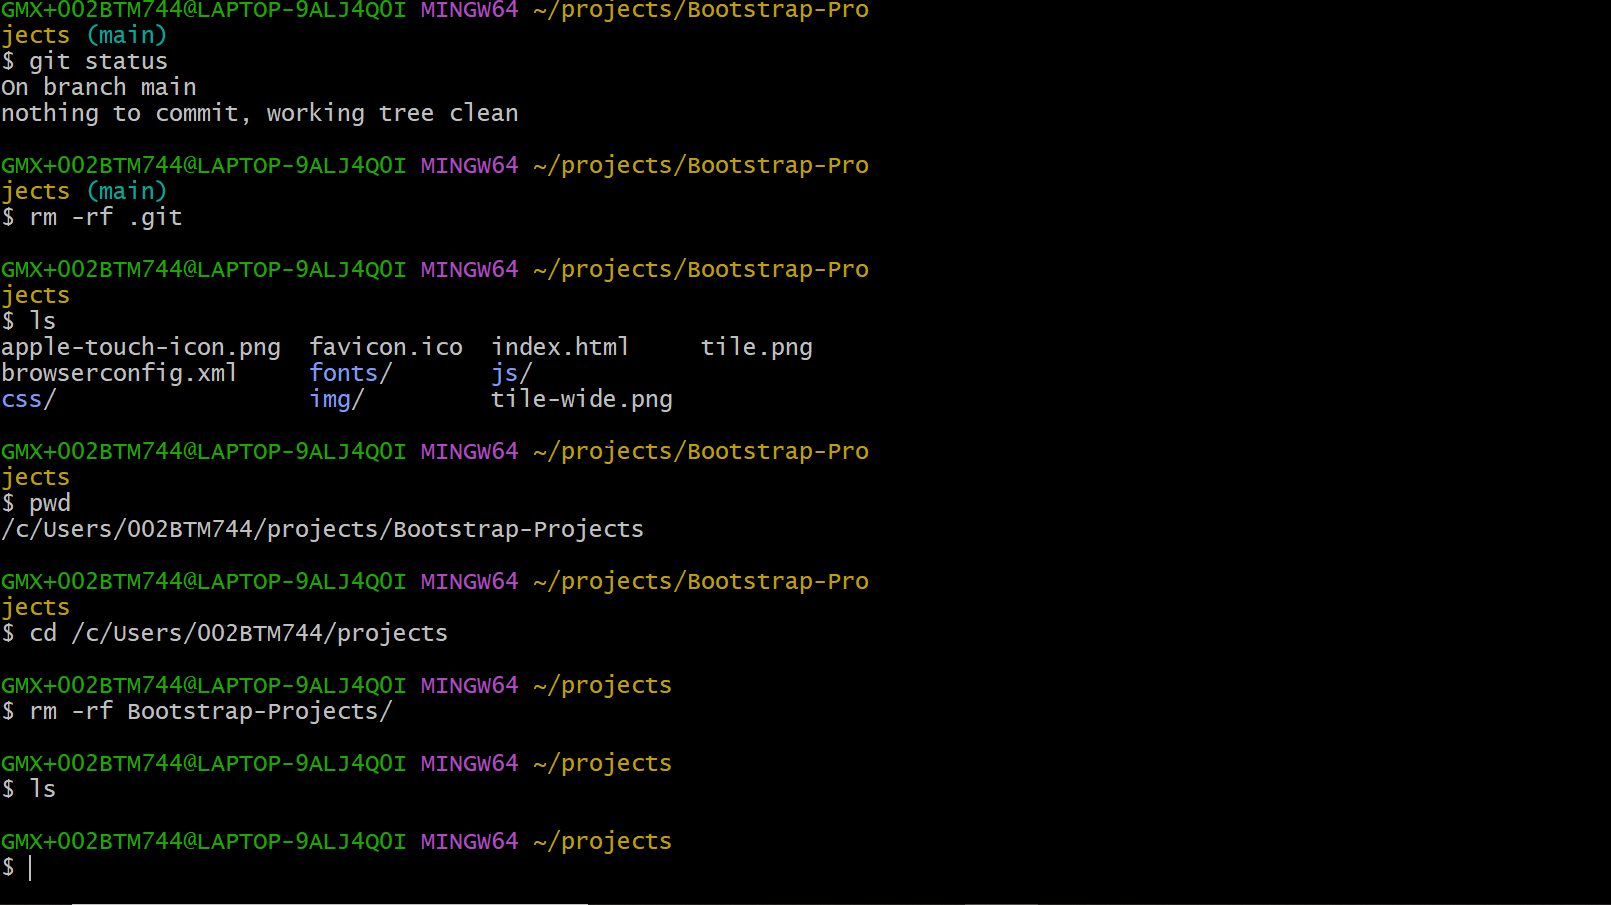 GMX+002BTM744@LAPTOP-9ALJ4Q0I MINGW64 ~/projects/Bootstrap-Pro
jects (main)
$ git status
On branch main
nothing to commit, working tree clean
GMX+002BTM744@LAPTOP-9ALJ4Q0I MINGW64 ~/projects/Bootstrap-Pro
jects (main)
$ rm -rf .git
GMX+002BTM744@LAPTOP-9ALJ4Q0I MINGW64 ~/projects/Bootstrap-Pro
jects
$ ls
apple-touch-icon.png  favicon.ico  index.html     tile.png
browserconfig.xml     fonts/       js/
css/                  img/         tile-wide.png
GMX+002BTM744@LAPTOP-9ALJ4Q0I MINGW64 ~/projects/Bootstrap-Pro
jects
$ pwd
/c/Users/002BTM744/projects/Bootstrap-Projects
GMX+002BTM744@LAPTOP-9ALJ4Q0I MINGW64 ~/projects/Bootstrap-Pro
jects
$ cd /c/Users/002BTM744/projects
GMX+002BTM744@LAPTOP-9ALJ4Q0I MINGW64 ~/projects
$ rm -rf Bootstrap-Projects/
GMX+002BTM744@LAPTOP-9ALJ4Q0I MINGW64 ~/projects
$ ls
GMX+002BTM744@LAPTOP-9ALJ4Q0I MINGW64 ~/projects
$